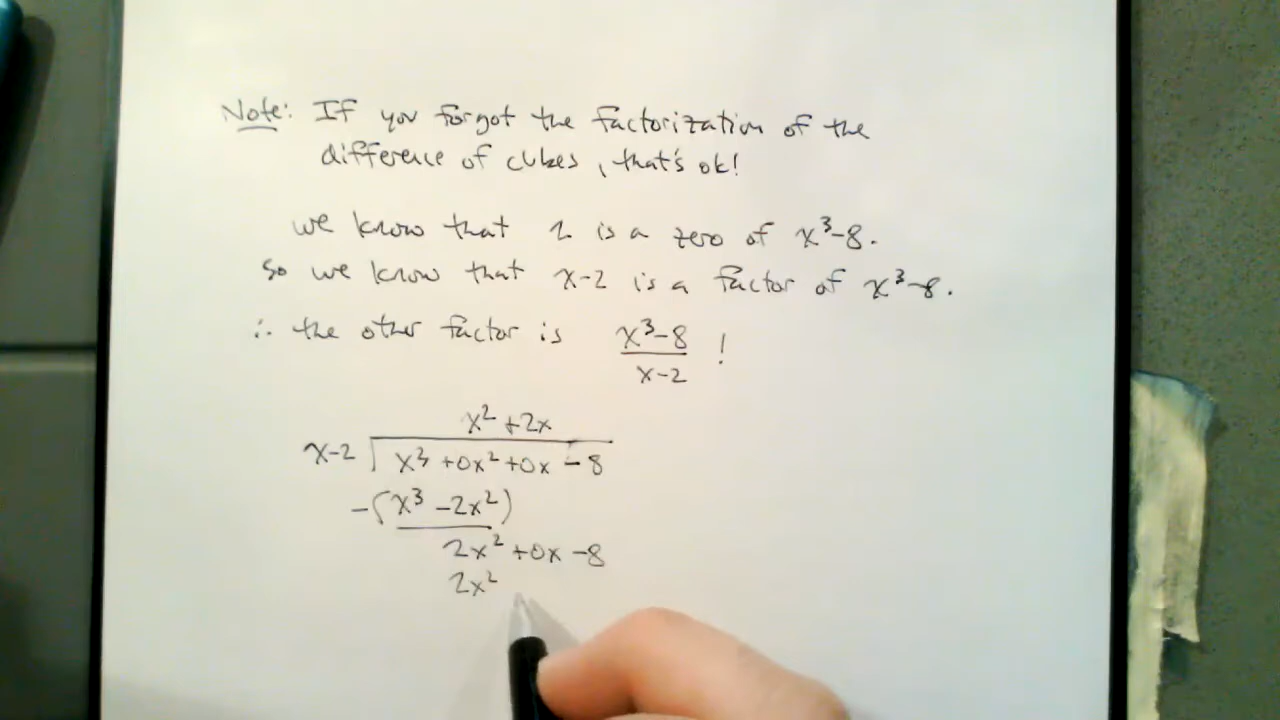 Note: If you forgot the factorization of the
difference of cubes, that's ok!
we know that 2 is a zero of x³-8.
So we know that x-2 is a factor of x³-8.
∴ the other factor is x³-8 / x-2 !
x² +2x
x-2 | x³ +0x² +0x -8
-(x³ -2x²)
2x² +0x -8
2x²